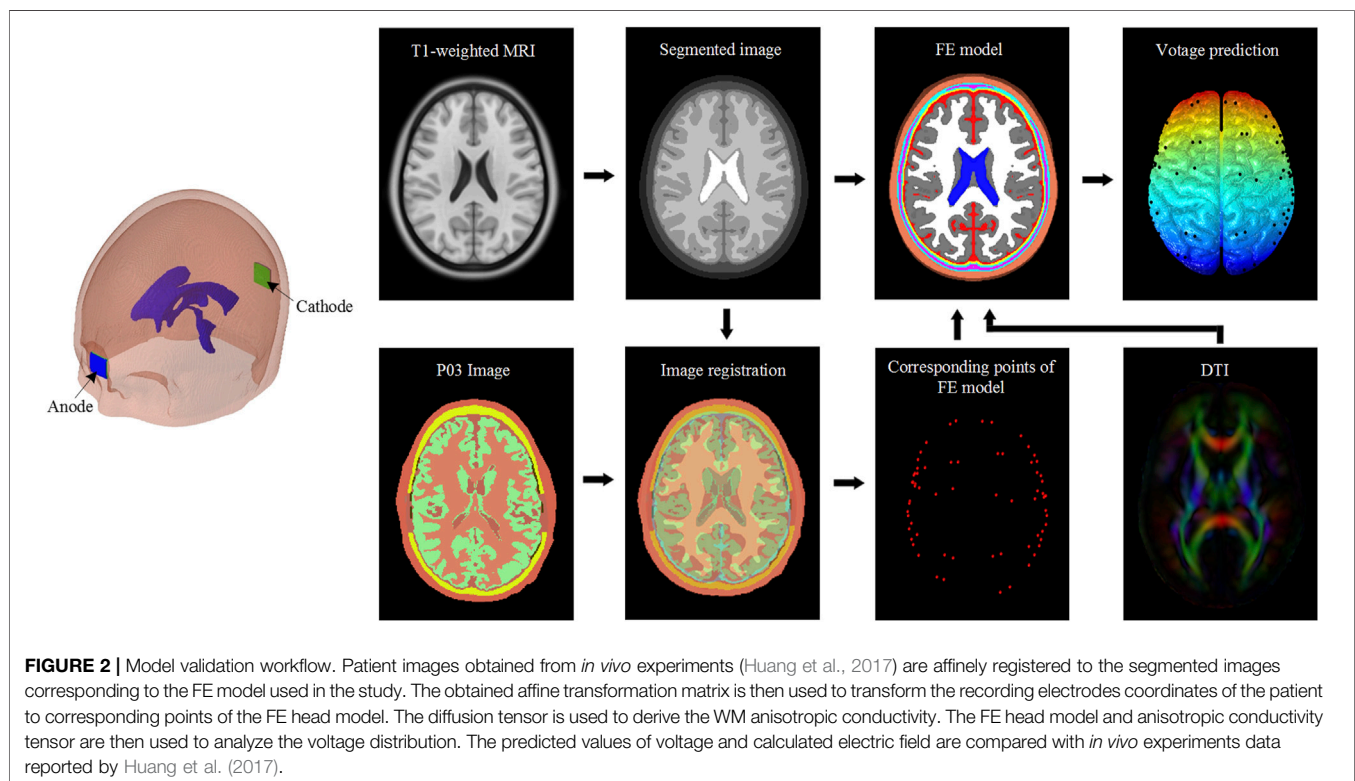 T1-weighted MRI
Segmented image
FE model
Votage prediction
Cathode
Anode
P03 Image
Image registration
Corresponding points of
FE model
DTI
FIGURE 2 | Model validation workflow. Patient images obtained from in vivo experiments (Huang et al., 2017) are affinely registered to the segmented images
corresponding to the FE model used in the study. The obtained affine transformation matrix is then used to transform the recording electrodes coordinates of the patient
to corresponding points of the FE head model. The diffusion tensor is used to derive the WM anisotropic conductivity. The FE head model and anisotropic conductivity
tensor are then used to analyze the voltage distribution. The predicted values of voltage and calculated electric field are compared with in vivo experiments data
reported by Huang et al. (2017).